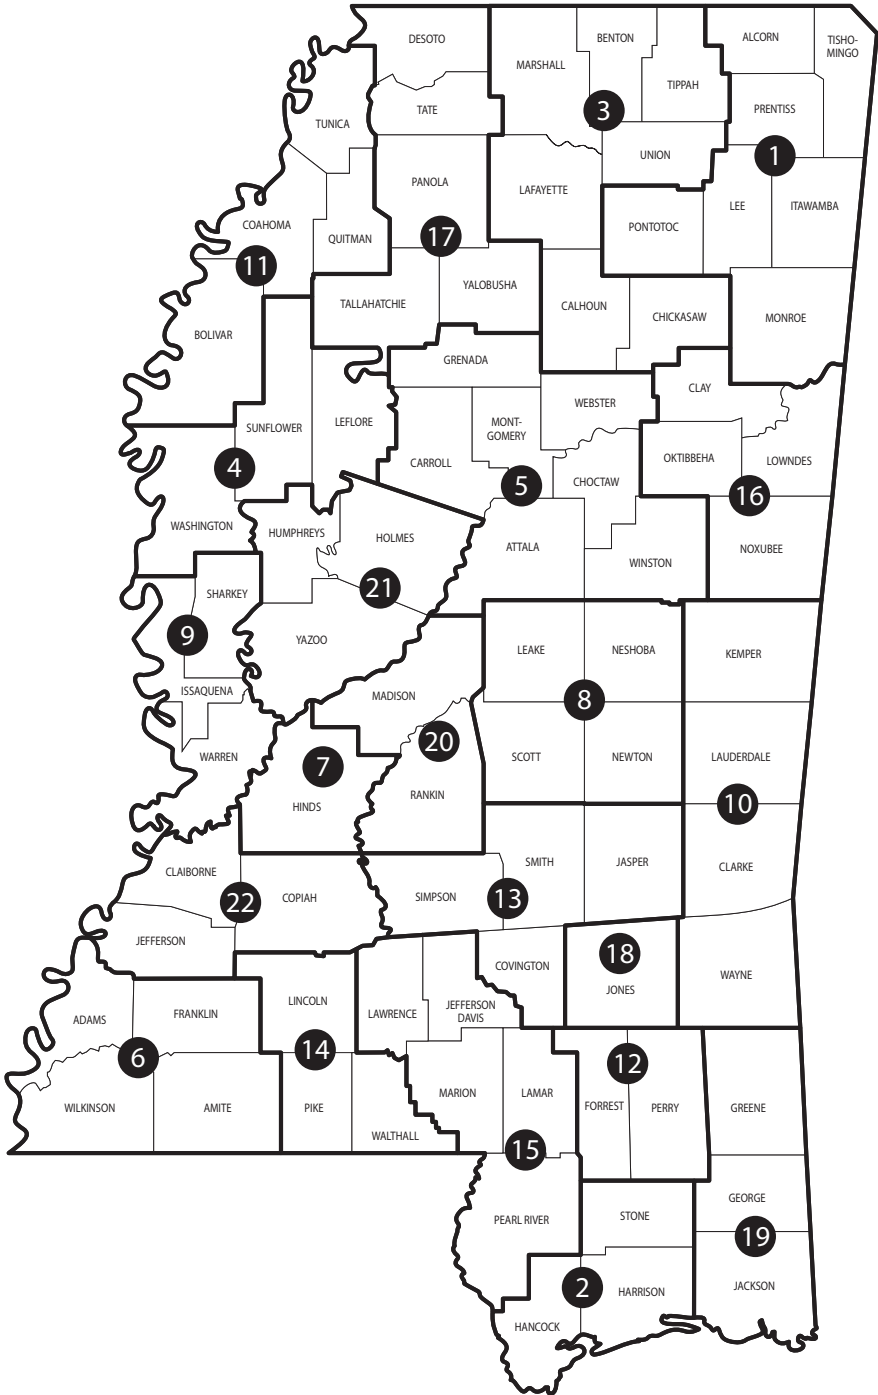 DESOTO
BENTON
ALCORN
TISHO-
MINGO
MARSHALL
TIPPAH
TATE
3
PRENTISS
TUNICA
1
UNION
PANOLA
LAFAYETTE
LEE
ITAWAMBA
COAHOMA
PONTOTOC
QUITMAN
17
11
YALOBUSHA
TALLAHATCHIE
CALHOUN
CHICKASAW
MONROE
BOLIVAR
GRENADA
CLAY
WEBSTER
SUNFLOWER
LEFLORE
MONT-
GOMERY
OKTIBBEHA
LOWNDES
CARROLL
4
5
CHOCTAW
16
WASHINGTON
HUMPHREYS
HOLMES
ATTALA
NOXUBEE
WINSTON
21
SHARKEY
9
YAZOO
LEAKE
NESHOBA
KEMPER
ISSAQUENA
MADISON
8
20
WARREN
7
SCOTT
NEWTON
LAUDERDALE
HINDS
RANKIN
10
CLAIBORNE
SMITH
JASPER
CLARKE
22
COPIAH
SIMPSON
13
JEFFERSON
18
COVINGTON
WAYNE
JONES
LINCOLN
ADAMS
FRANKLIN
LAWRENCE
JEFFERSON
DAVIS
14
6
12
MARION
LAMAR
WILKINSON
AMITE
PIKE
FORREST
PERRY
GREENE
WALTHALL
15
GEORGE
PEARL RIVER
STONE
19
2
HARRISON
JACKSON
HANCOCK